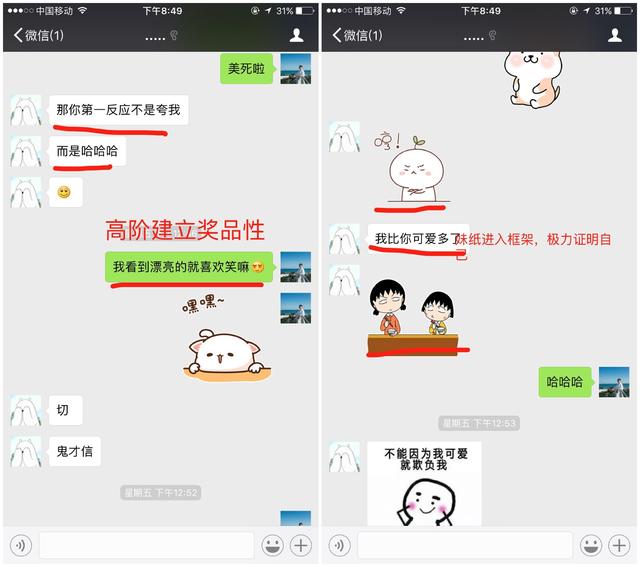 中国移动 下午8:49 31%
微信(1) .....
美死啦
那你第一反应不是夸我
而是哈哈哈
高阶建立奖品性
我看到漂亮的就喜欢笑嘛
嘿嘿~
切
鬼才信
星期五 下午12:52
中国移动 下午8:49 31%
微信(1) .....
哼!
我比你可爱多了
妹纸进入框架，极力证明自
己
哈哈哈
星期五 下午12:53
不能因为我可爱
就欺负我